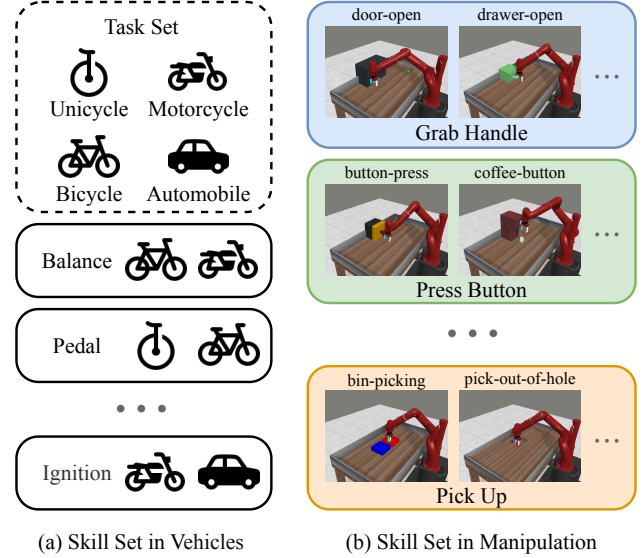 Task Set
Unicycle
Motorcycle
Bicycle
Automobile
Balance
Pedal
Ignition
(a) Skill Set in Vehicles
door-open
drawer-open
Grab Handle
button-press
coffee-button
Press Button
bin-picking
pick-out-of-hole
Pick Up
(b) Skill Set in Manipulation